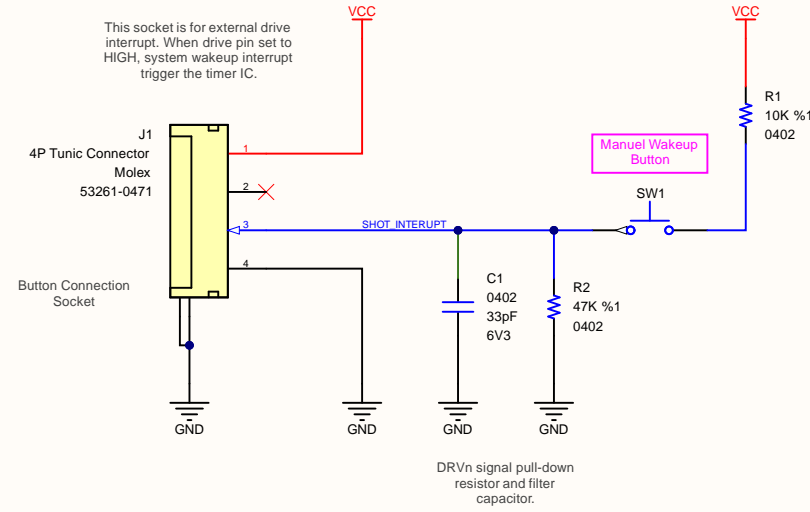 This socket is for external drive
interrupt. When drive pin set to
HIGH, system wakeup interrupt
trigger the timer IC.
VCC
VCC
R1
10K %1
0402
J1
4P Tunic Connector
Molex
53261-0471
1
2
3
4
SHOT_INTERUPT
Manuel Wakeup
Button
SW1
Button Connection
Socket
C1
0402
33pF
6V3
R2
47K %1
0402
GND
GND
GND
GND
DRVn signal pull-down
resistor and filter
capacitor.